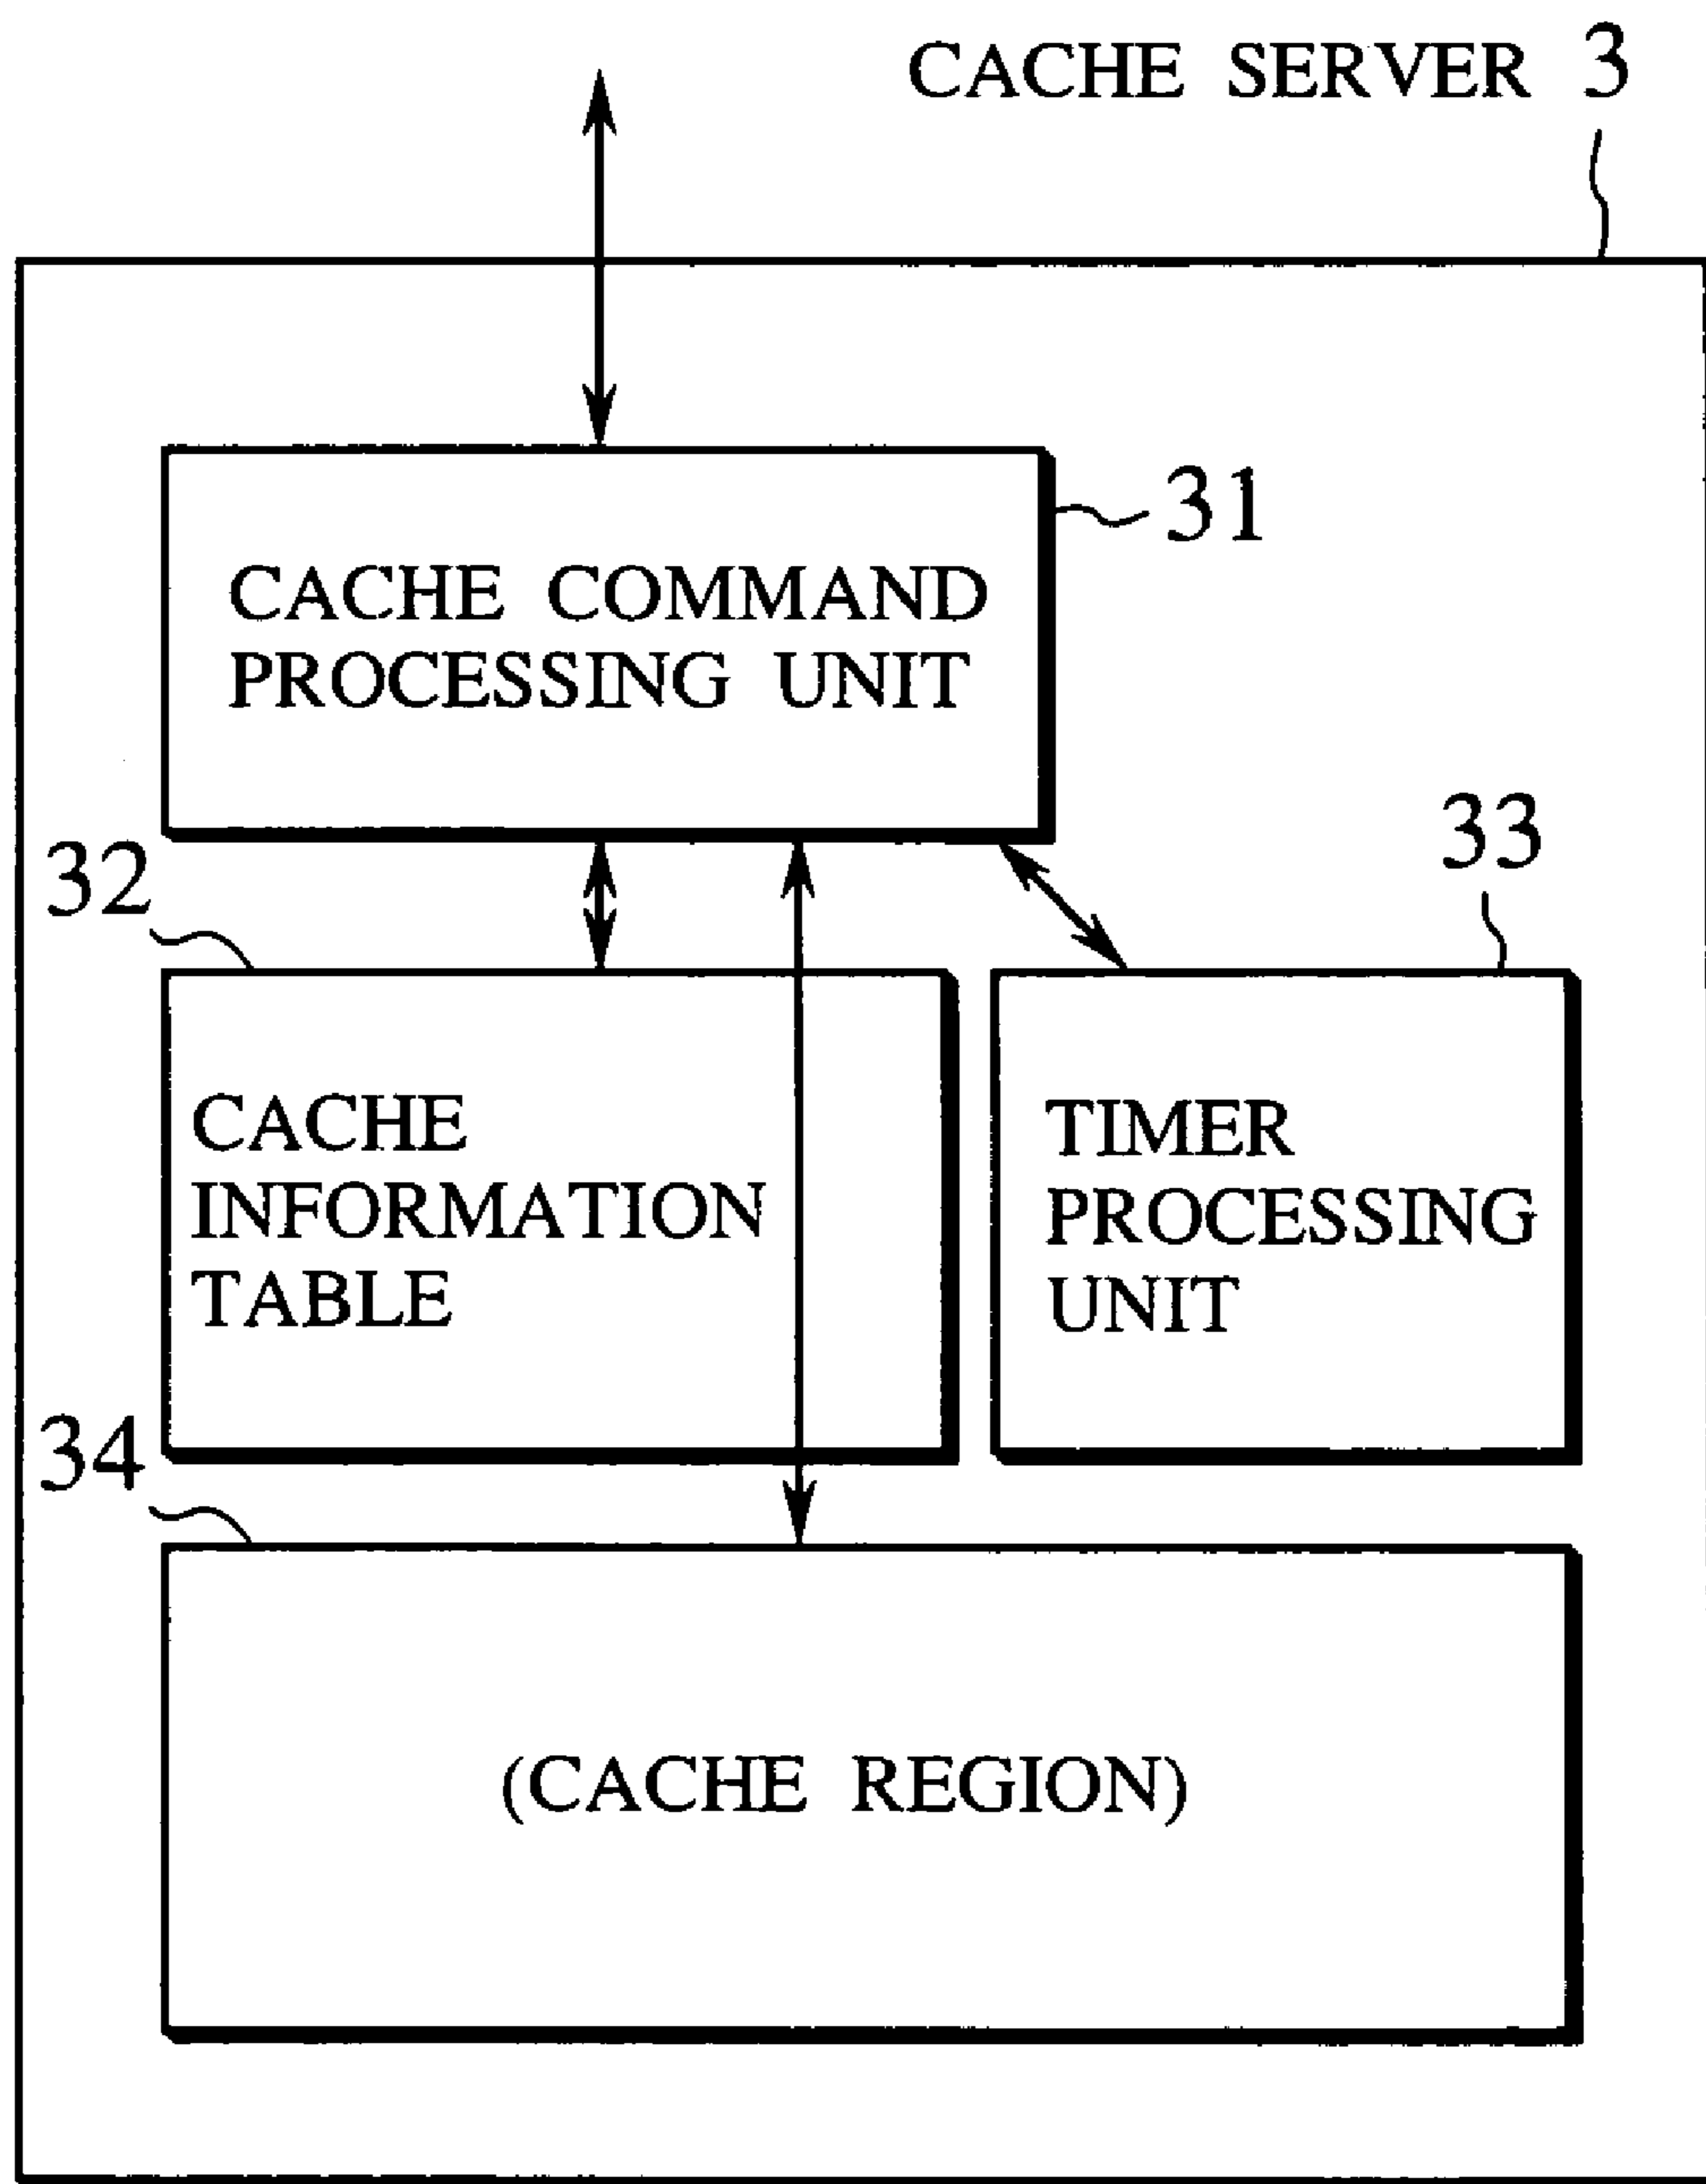 CACHE SERVER 3
31
CACHE COMMAND
PROCESSING UNIT
32
33
CACHE
INFORMATION
TABLE
TIMER
PROCESSING
UNIT
34
(CACHE REGION)